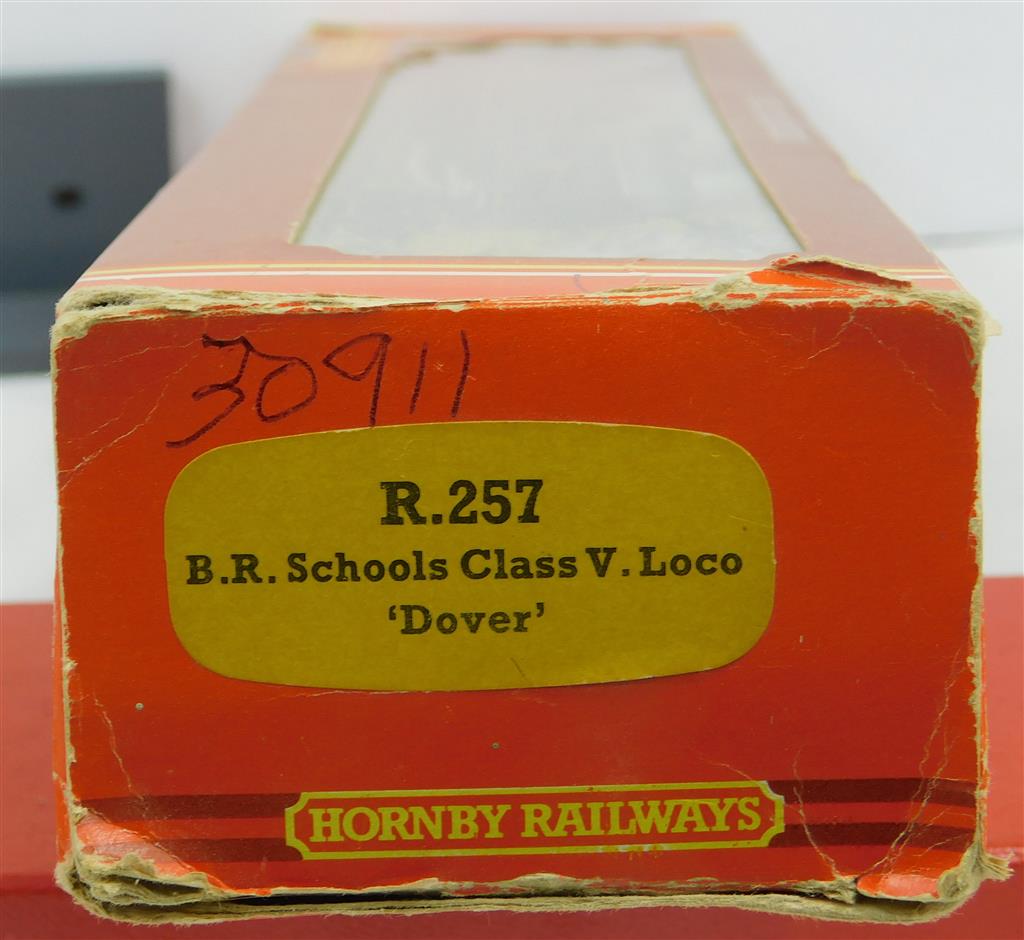 30911
R.257
B.R. Schools Class V. Loco
‘Dover’
HORNBY RAILWAYS